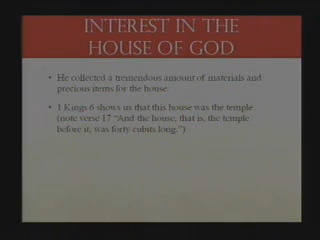 INTEREST IN THE
HOUSE OF GOD
• He collected a tremendous amount of materials and
precious items for the house
• 1 Kings 6 shows us that this house was the temple
(note verse 17 “And the house, that is, the temple
before it, was forty cubits long.”)